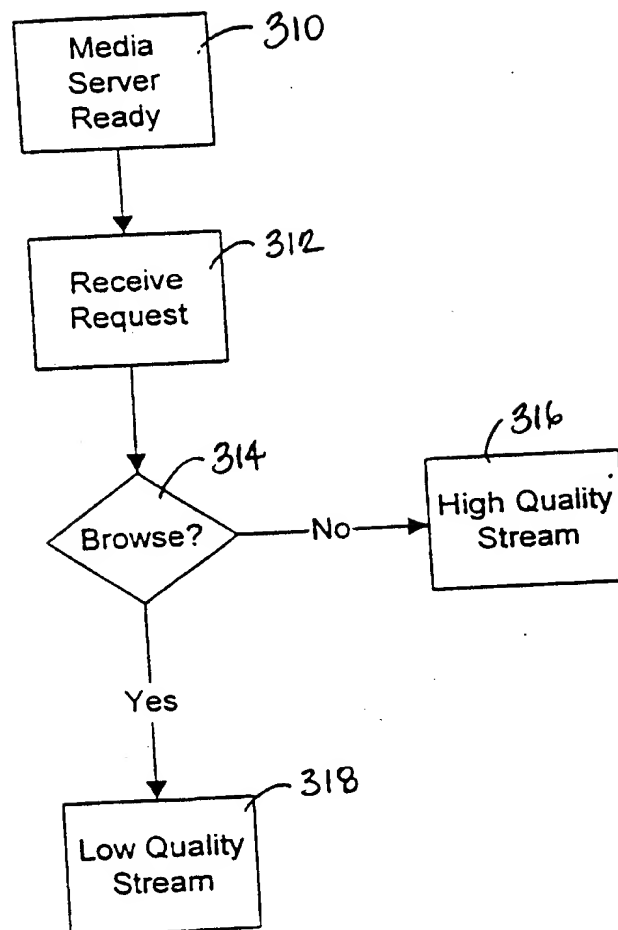 Media
Server
Ready
310
Receive
Request
312
Browse?
314
No
High Quality
Stream
316
Yes
Low Quality
Stream
318